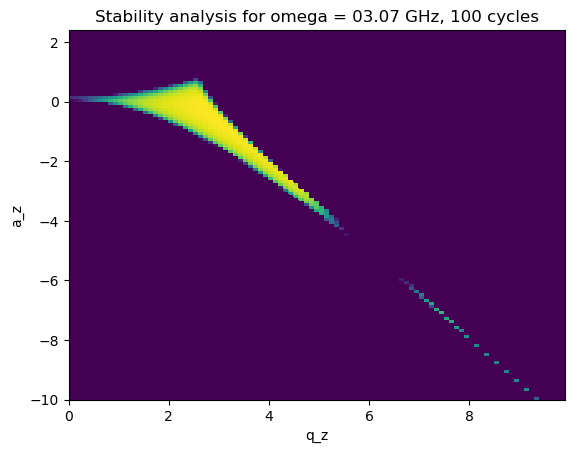 Stability analysis for omega = 03.07 GHz, 100 cycles
2
0
−2
−4
−6
−8
−10
a_z
0 2 4 6 8
q_z